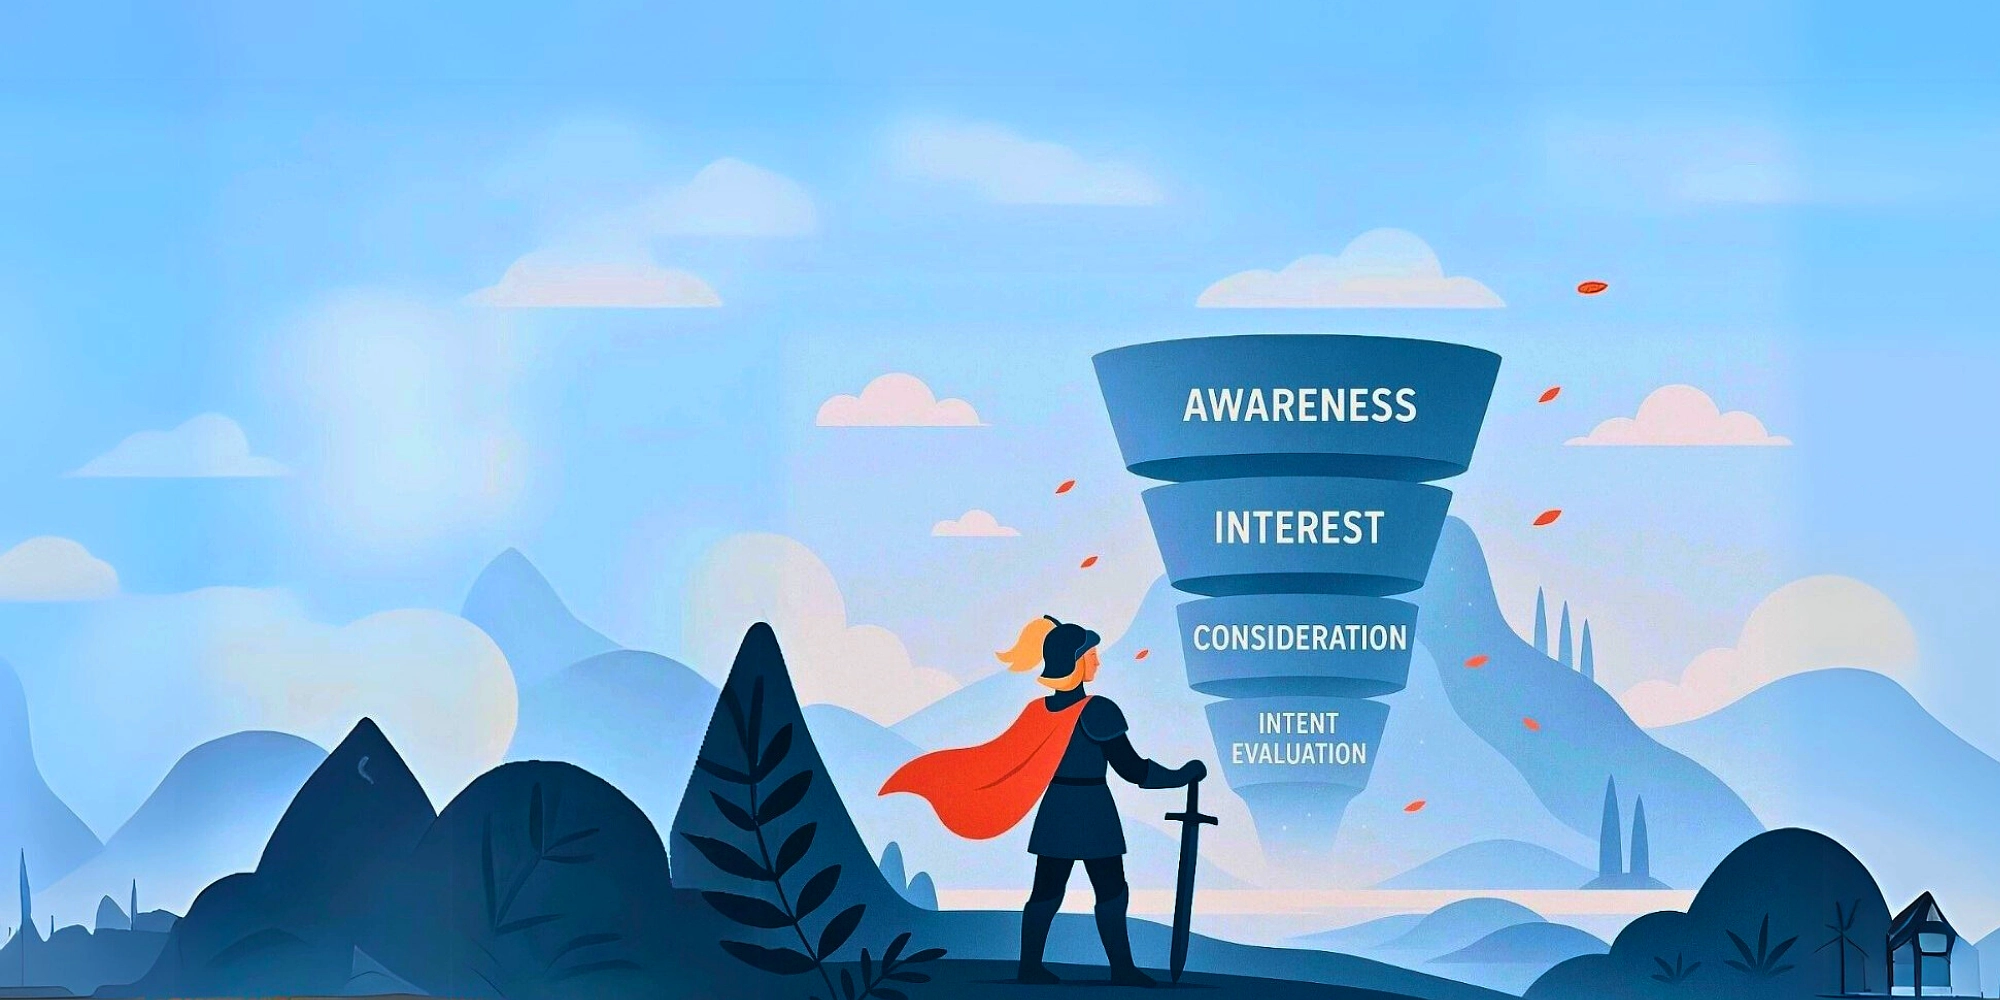 AWARENESS
INTEREST
CONSIDERATION
INTENT
EVALUATION